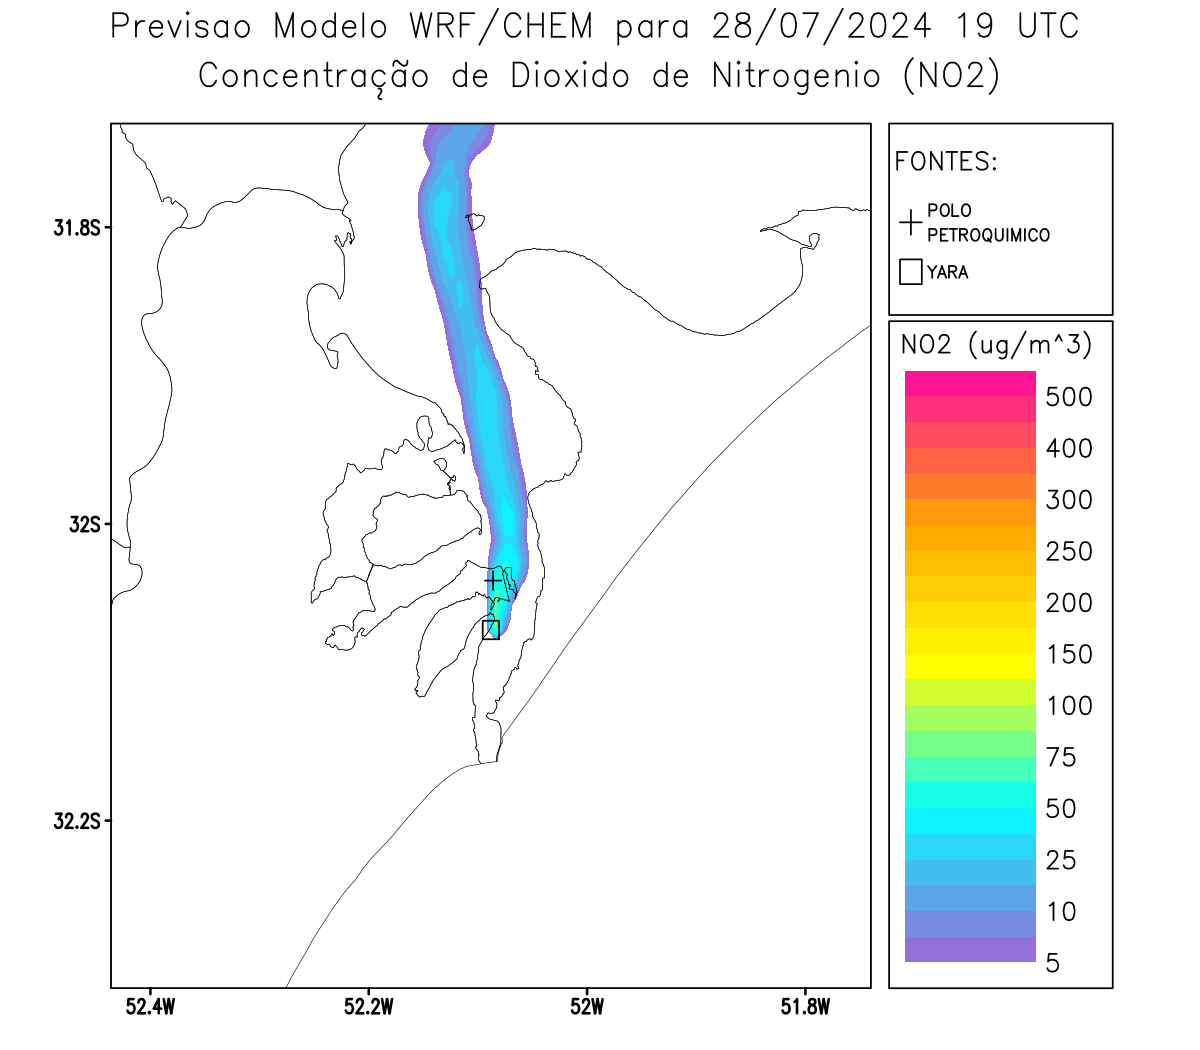 Previsao Modelo WRF/CHEM para 28/07/2024 19 UTC
Concentração de Dioxido de Nitrogenio (NO2)
FONTES:
POLO
PETROQUIMICO
YARA
NO2 (ug/m^3)
500
400
300
250
200
150
100
75
50
25
10
5
31.8S
32S
32.2S
52.4W
52.2W
52W
51.8W